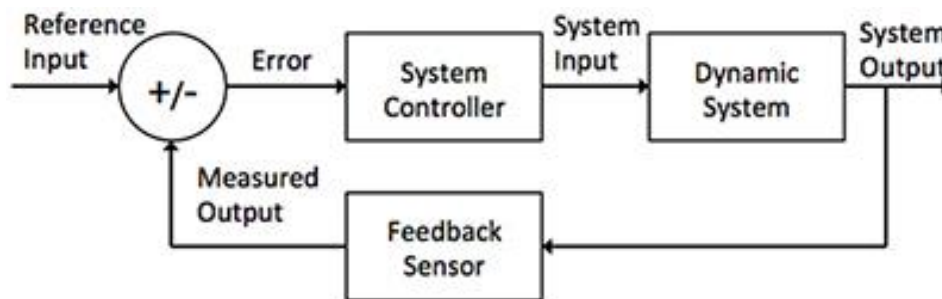 Reference
Input
+/-
Error
System
Controller
System
Input
Dynamic
System
System
Output
Measured
Output
Feedback
Sensor